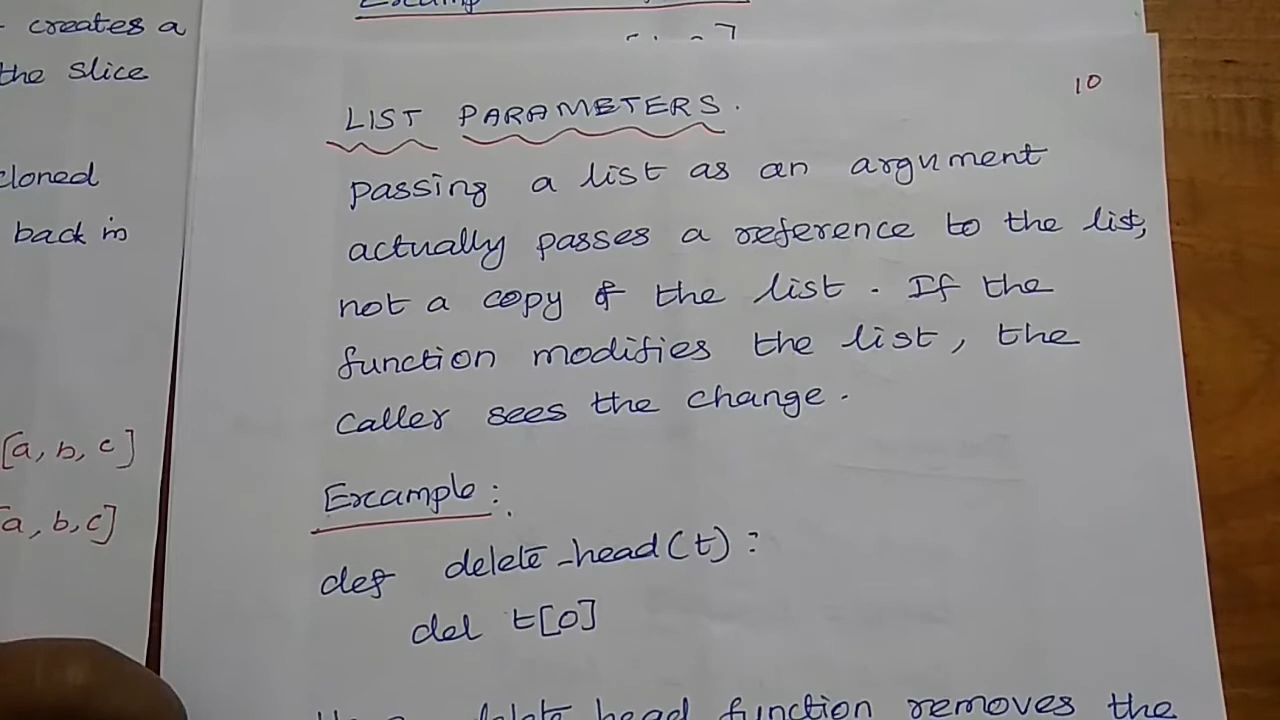 creates a
the slice
cloned
back in
[a, b, c]
a, b, c]
10
LIST PARAMETERS.
passing a list as an argument
actually passes a reference to the list,
not a copy of the list. If the
function modifies the list, the
caller sees the change.
Example:
def delete_head(t):
del t[0]
delete head function removes the